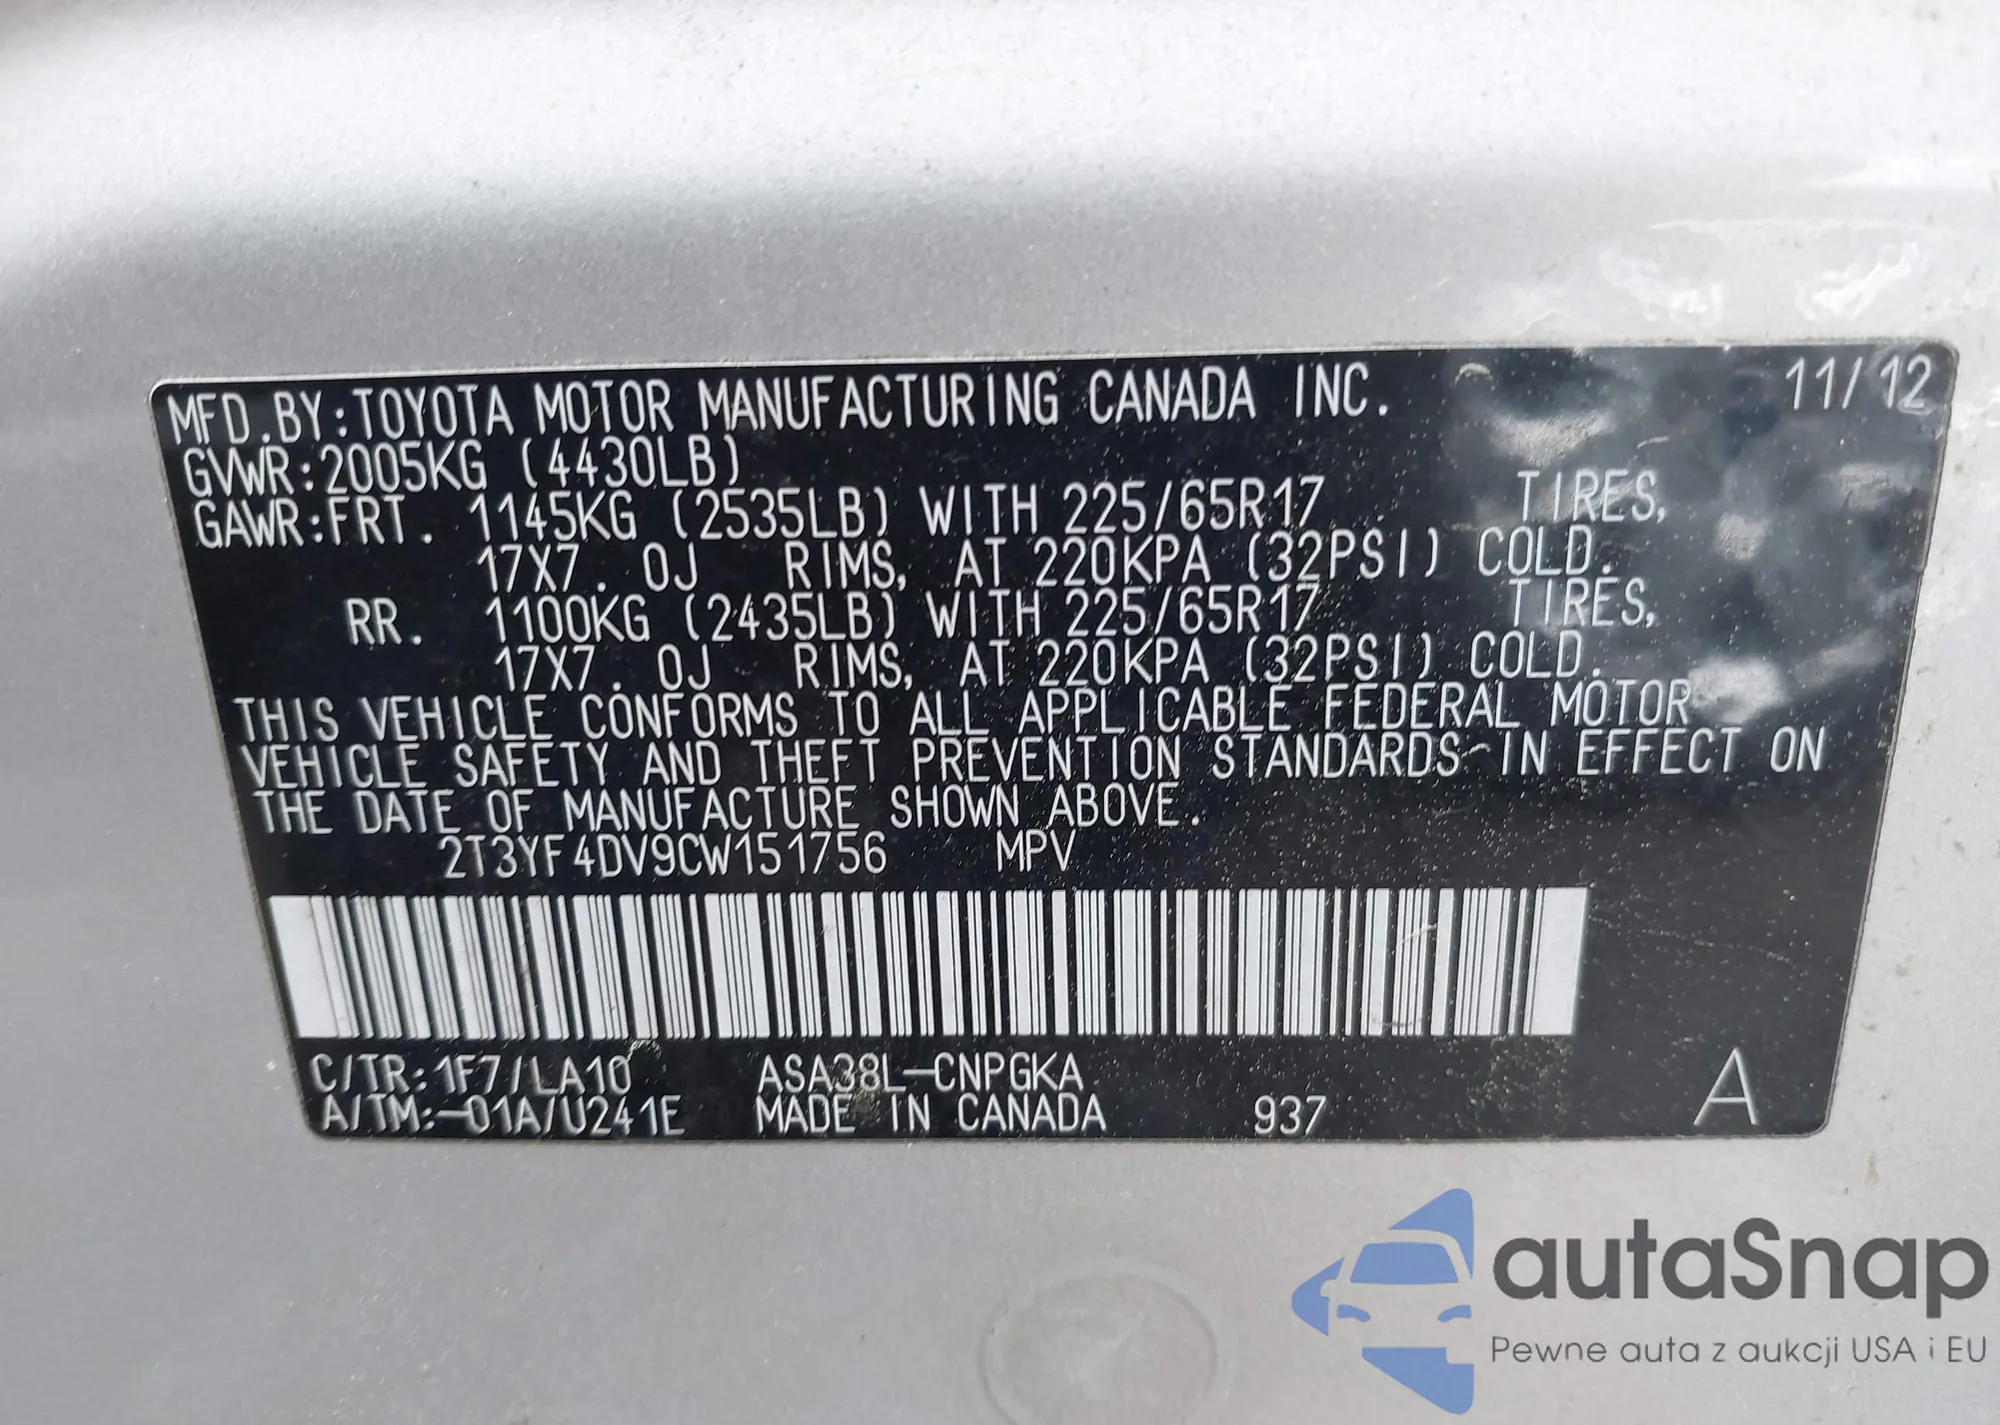 MFD.BY:TOYOTA MOTOR MANUFACTURING CANADA INC. 11/12
GVWR:2005KG (4430LB)
GAWR:FRT. 1145KG (2535LB) WITH 225/65R17 TIRES,
17X7.0J RIMS, AT 220KPA (32PSI) COLD.
RR. 1100KG (2435LB) WITH 225/65R17 TIRES,
17X7.0J RIMS, AT 220KPA (32PSI) COLD.
THIS VEHICLE CONFORMS TO ALL APPLICABLE FEDERAL MOTOR
VEHICLE SAFETY AND THEFT PREVENTION STANDARDS IN EFFECT ON
THE DATE OF MANUFACTURE SHOWN ABOVE.
2T3YF4DV9CW151756 MPV
C/TR:1F7/LA10 ASA38L-CNPGKA
A/TM:-01A/U241E MADE IN CANADA 937 A
autaSnap
Pewne auta z aukcji USA i EU